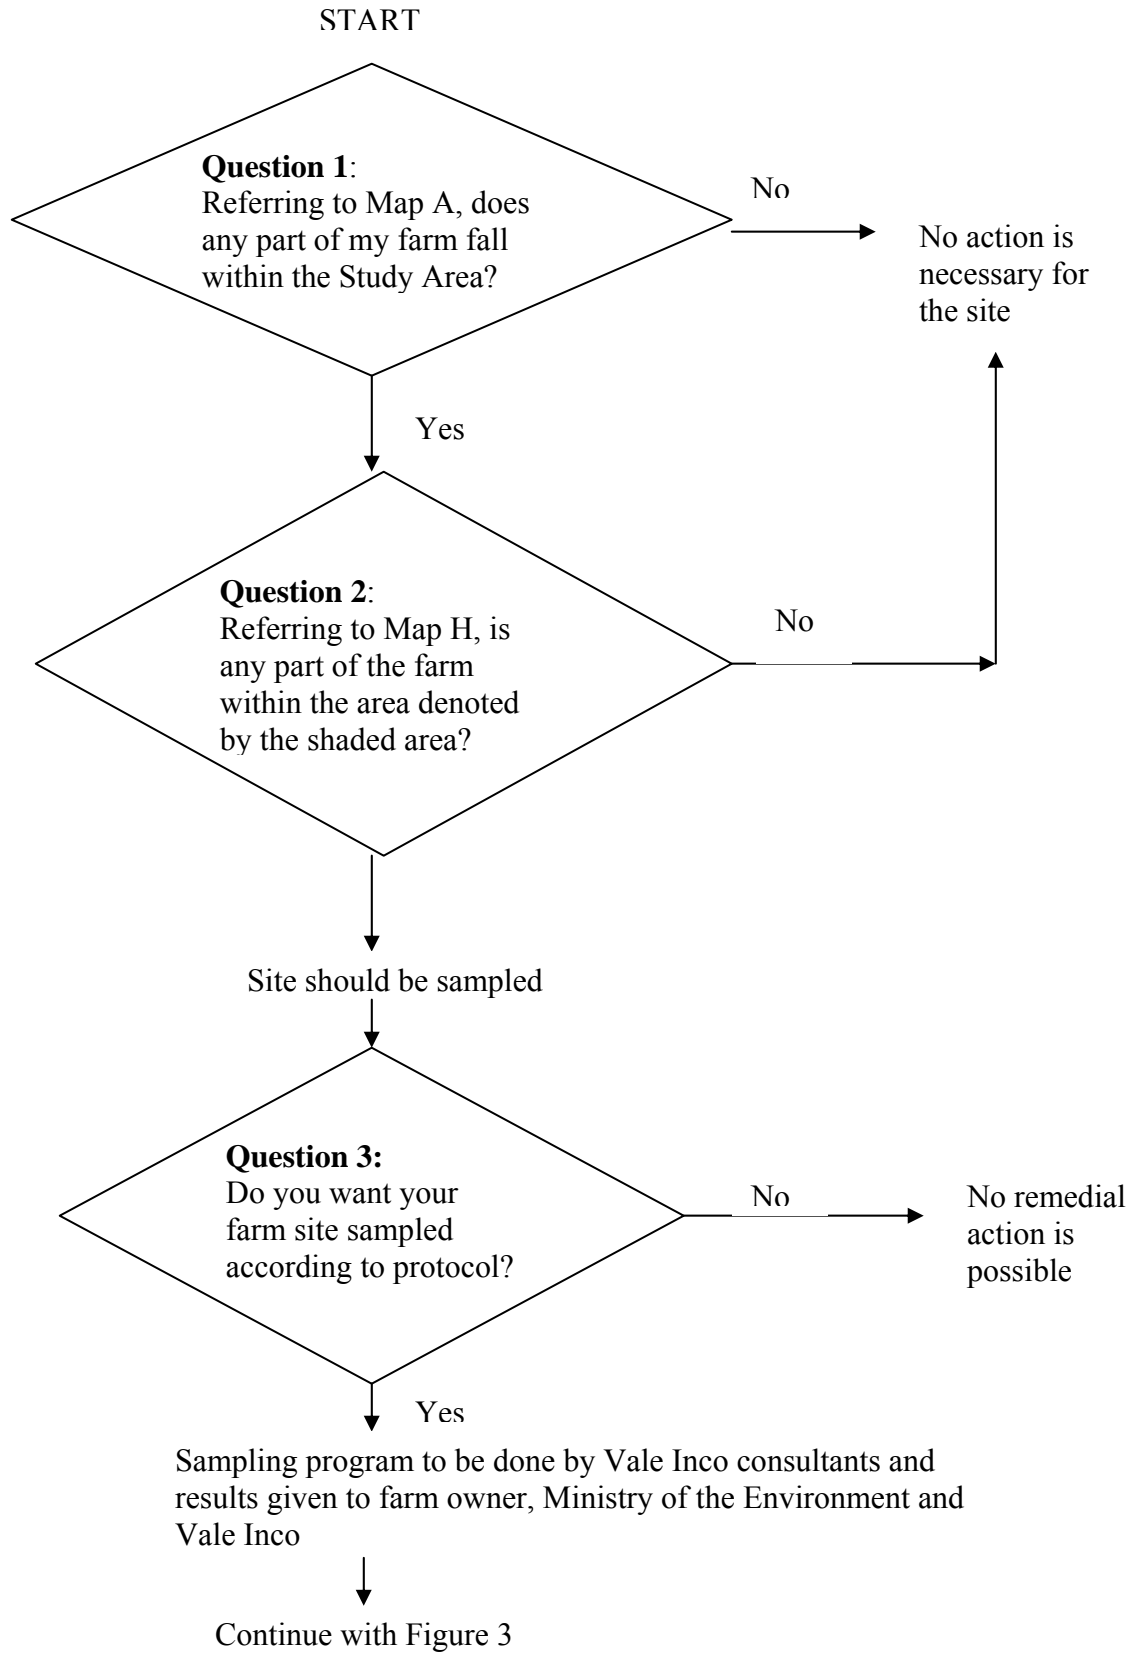 START
Question 1:
Referring to Map A, does
any part of my farm fall
within the Study Area?
No
No action is
necessary for
the site
Yes
Question 2:
Referring to Map H, is
any part of the farm
within the area denoted
by the shaded area?
No
Site should be sampled
Question 3:
Do you want your
farm site sampled
according to protocol?
No
No remedial
action is
possible
Yes
Sampling program to be done by Vale Inco consultants and
results given to farm owner, Ministry of the Environment and
Vale Inco
Continue with Figure 3